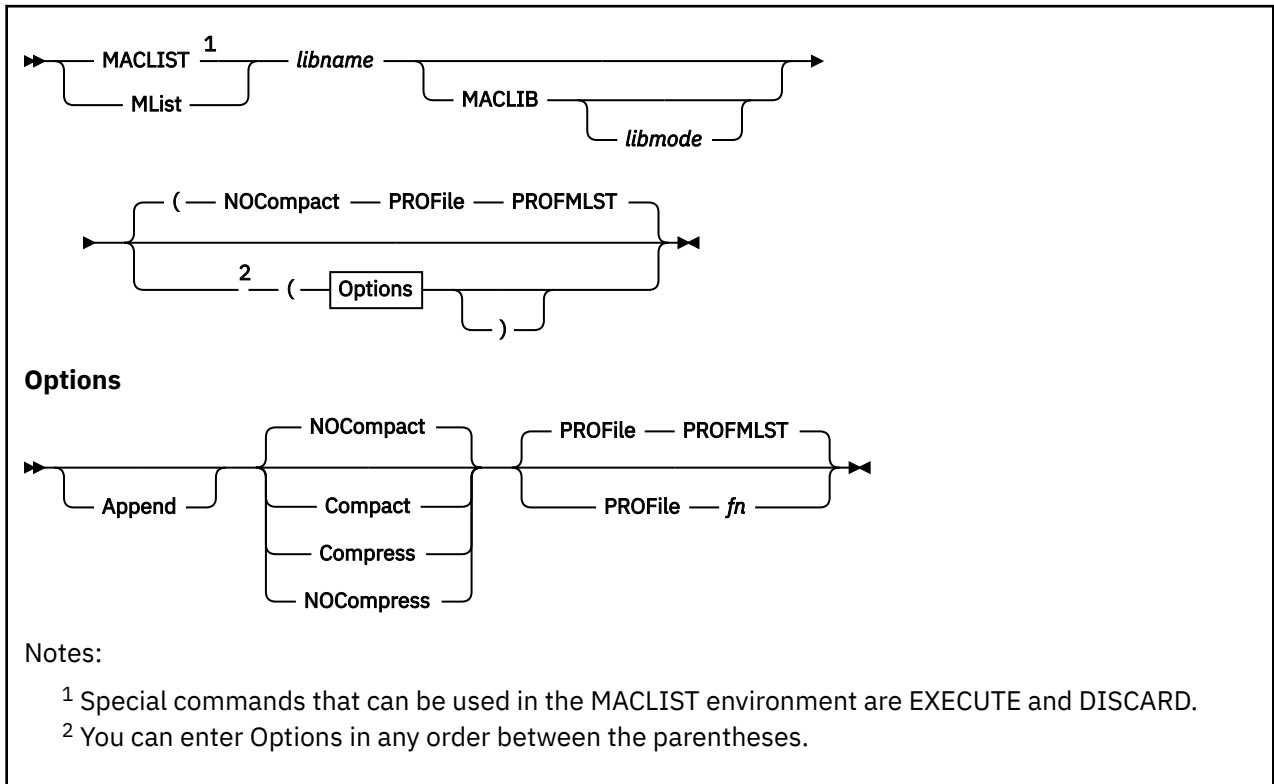 MACLIST 1 libname
MList
MACLIB
libmode
( NOCompact PROFile PROFMLST
2 ( Options
)
Options
NOCompact PROFile PROFMLST
Append Compact PROFile fn
Compress
NOCompress
Notes:
1 Special commands that can be used in the MACLIST environment are EXECUTE and DISCARD.
2 You can enter Options in any order between the parentheses.